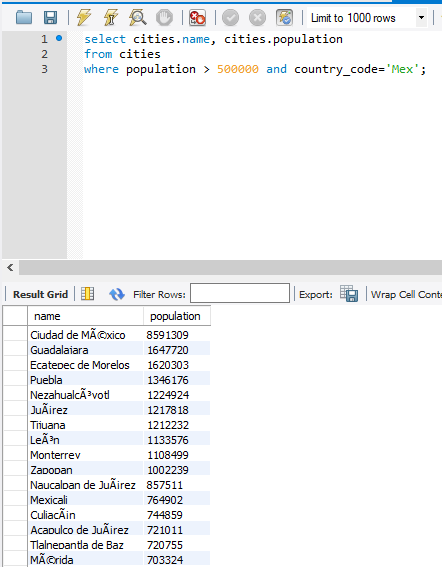 Limit to 1000 rows
1 select cities.name, cities.population
2 from cities
3 where population > 500000 and country_code='Mex';
Result Grid Filter Rows: Export: Wrap Cell Conte
name population
Ciudad de MÃ©xico 8591309
Guadalajara 1647720
Ecatepec de Morelos 1620303
Puebla 1346176
NezahualcÃ³yotl 1224924
JuÃ¡rez 1217818
Tijuana 1212232
LeÃ³n 1133576
Monterrey 1108499
Zapopan 1002239
Naucalpan de JuÃ¡rez 857511
Mexicali 764902
CuliacÃ¡n 744859
Acapulco de JuÃ¡rez 721011
Tlalnepantla de Baz 720755
MÃ©rida 703324